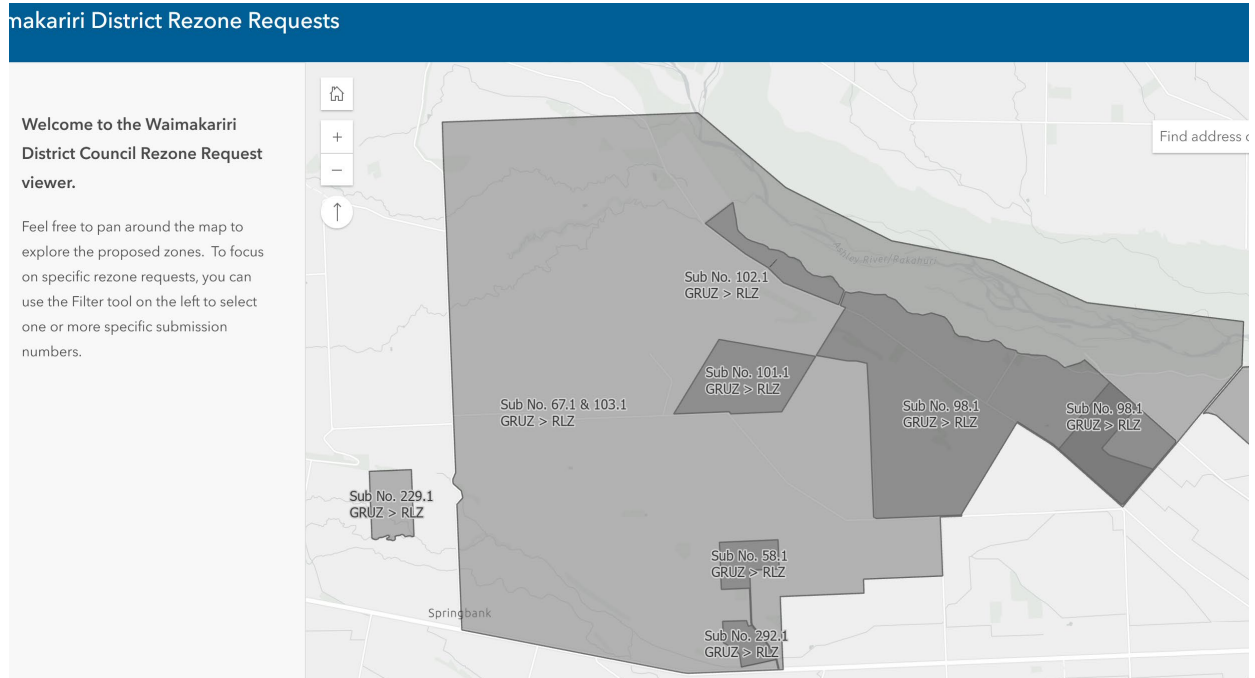 makariri District Rezone Requests
Welcome to the Waimakariri
District Council Rezone Request
viewer.
Feel free to pan around the map to
explore the proposed zones. To focus
on specific rezone requests, you can
use the Filter tool on the left to select
one or more specific submission
numbers.
+
−
Find address o
Ashley River/Rakahuri
Sub No. 102.1
GRUZ > RLZ
Sub No. 101.1
GRUZ > RLZ
Sub No. 67.1 & 103.1
GRUZ > RLZ
Sub No. 98.1
GRUZ > RLZ
Sub No. 98.1
GRUZ > RLZ
Sub No. 229.1
GRUZ > RLZ
Sub No. 58.1
GRUZ > RLZ
Springbank
Sub No. 292.1
GRUZ > RLZ